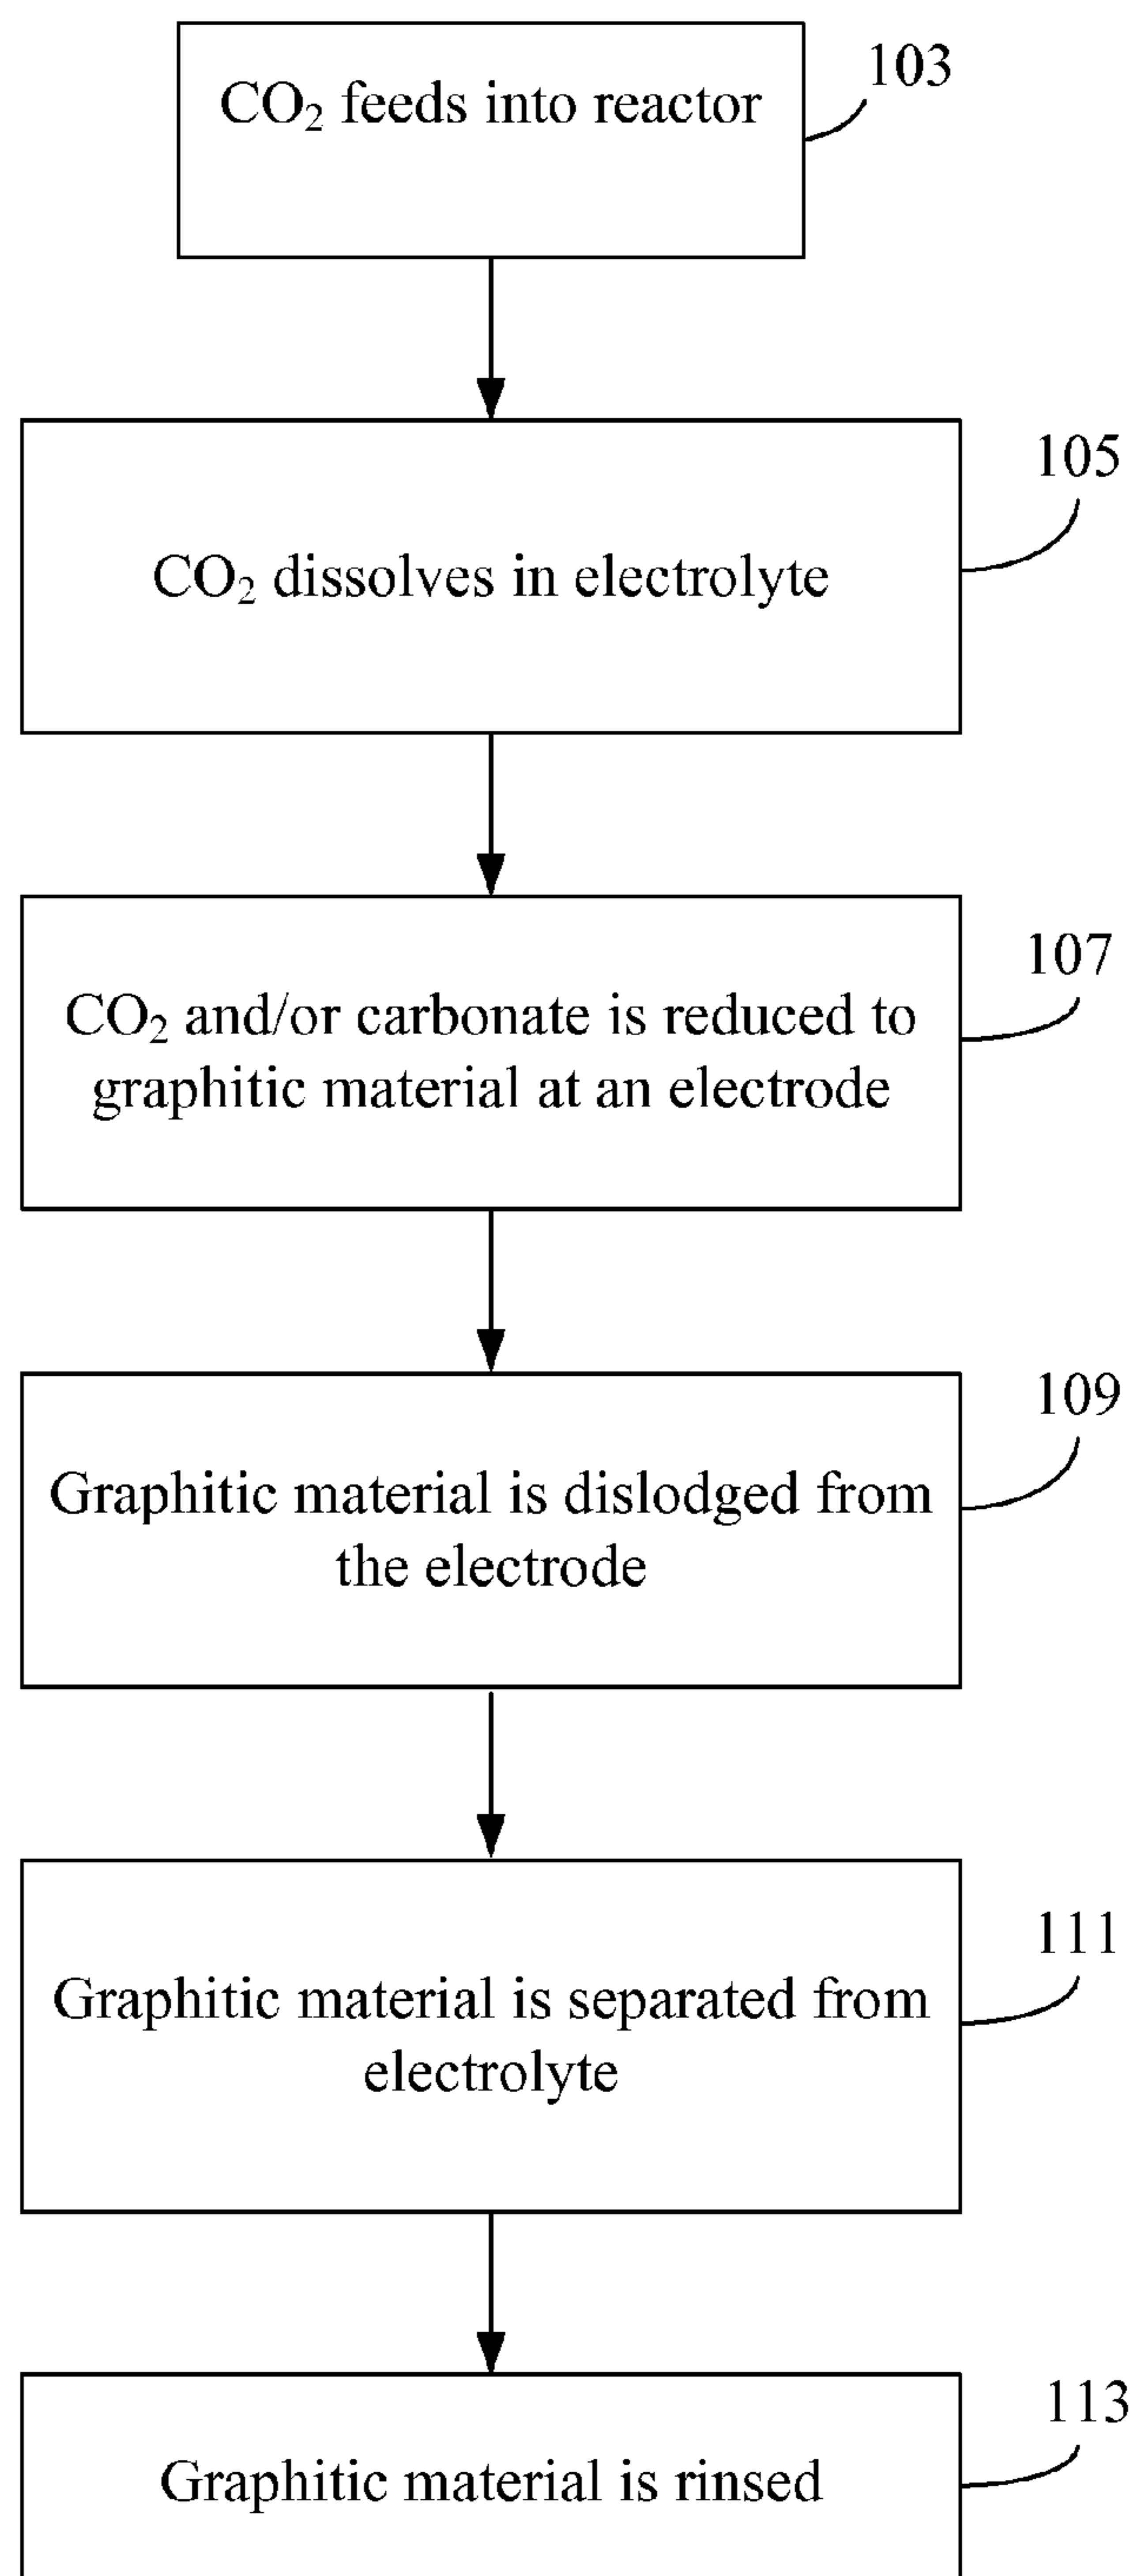 CO₂ feeds into reactor
103
CO₂ dissolves in electrolyte
105
CO₂ and/or carbonate is reduced to
graphitic material at an electrode
107
Graphitic material is dislodged from
the electrode
109
Graphitic material is separated from
electrolyte
111
Graphitic material is rinsed
113